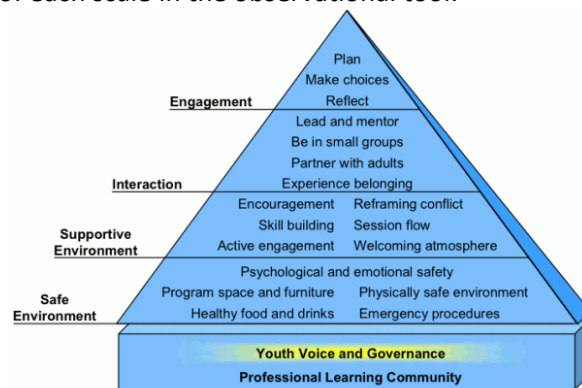 of each scale in the observational tool.
Plan
Make choices
Engagement Reflect
Lead and mentor
Be in small groups
Partner with adults
Interaction Experience belonging
Encouragement Reframing conflict
Skill building Session flow
Supportive Environment Active engagement Welcoming atmosphere
Psychological and emotional safety
Program space and furniture Physically safe environment
Safe Environment Healthy food and drinks Emergency procedures
Youth Voice and Governance
Professional Learning Community